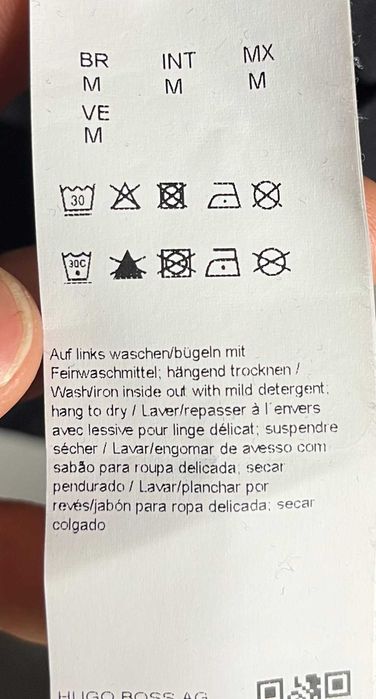 BR INT MX
M M M
VE
M
30
30C
Auf links waschen/bügeln mit
Feinwaschmittel; hängend trocknen /
Wash/iron inside out with mild detergent;
hang to dry / Laver/repasser à l'envers
avec lessive pour linge délicat; suspendre
sécher / Lavar/engomar de avesso com
sabão para roupa delicada; secar
pendurado / Lavar/planchar por
revés/jabón para ropa delicada; secar
colgado
HUGO BOSS AG